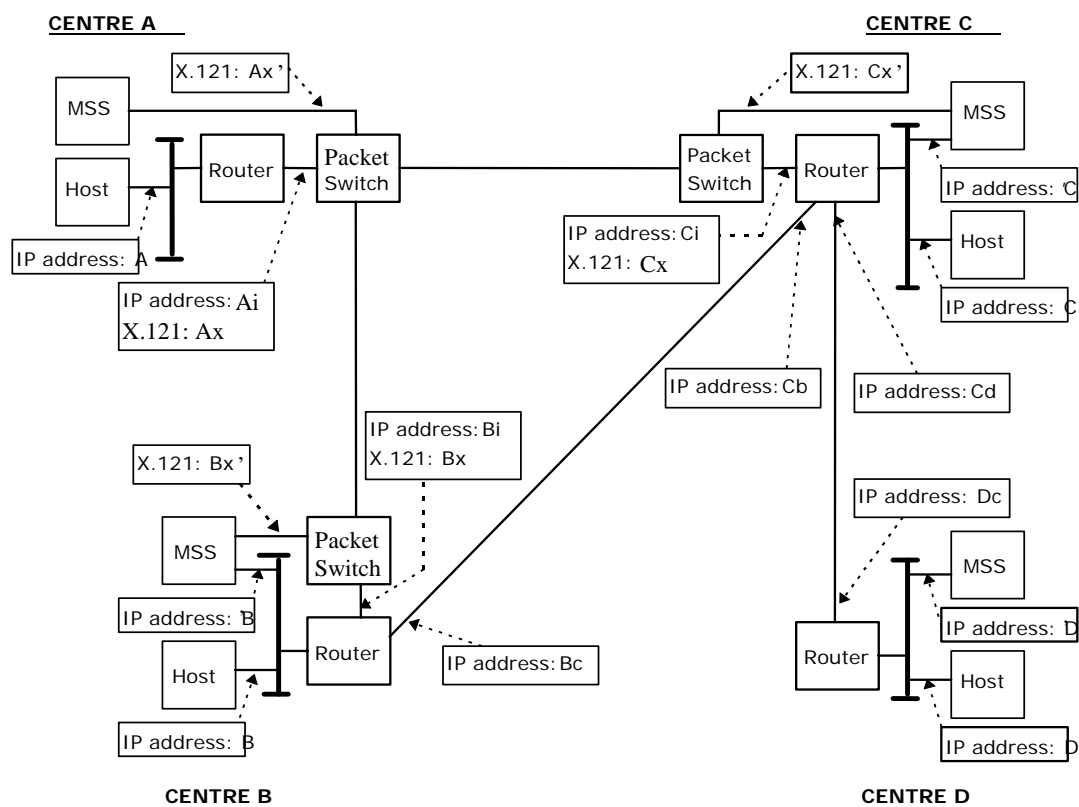 CENTRE A
CENTRE C
X.121: Ax’
X.121: Cx’
MSS
MSS
Router
Packet
Switch
Packet
Switch
Router
Host
IP address: ’C
IP address: A
IP address: Ci
X.121: Cx
Host
IP address: Ai
X.121: Ax
IP address: C
IP address: Cb
IP address: Cd
IP address: Bi
X.121: Bx
X.121: Bx’
IP address: Dc
MSS
Packet
Switch
MSS
IP address: ’B
IP address: ’D
Router
Router
Host
IP address: Bc
Host
IP address: B
IP address: D
CENTRE B
CENTRE D